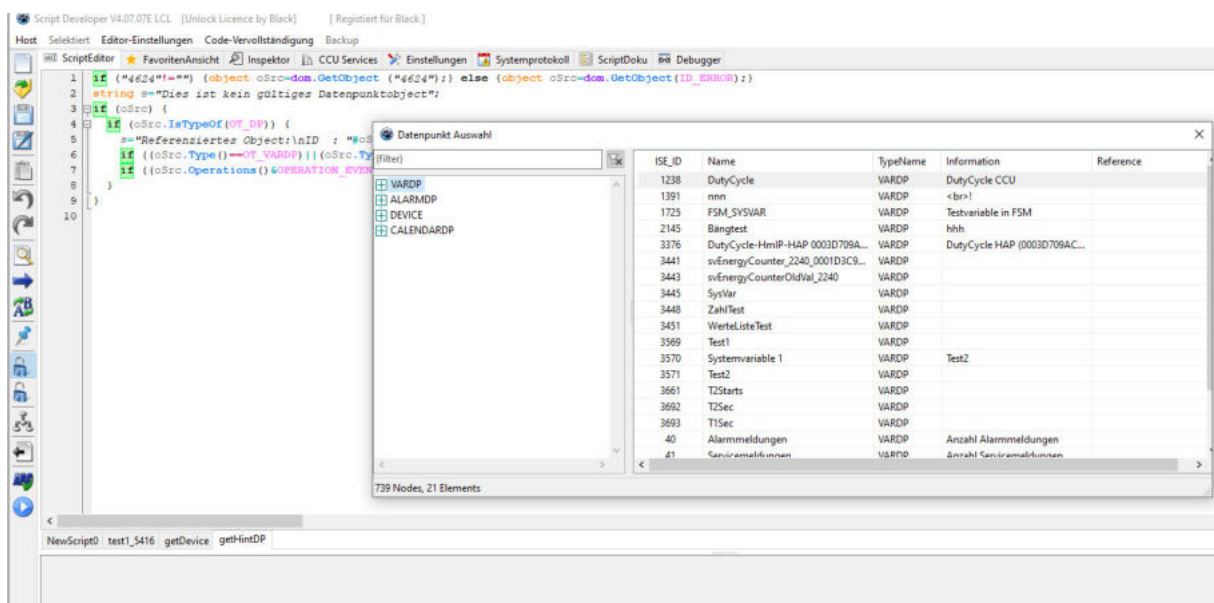 Script Developer V4.07.07E LCL [Unlock Licence by Black] [ Registiert für Black ]
Host Selektiert Editor-Einstellungen Code-Vervollständigung Backup
ScriptEditor FavoritenAnsicht Inspektor CCU Services Einstellungen Systemprotokoll ScriptDoku Debugger
1 if ("4624"!="") {object oSrc=dom.GetObject ("4624");} else {object oSrc=dom.GetObject(ID_ERROR);}
2 string s="Dies ist kein gültiges Datenpunktobject";
3 if (oSrc) {
4 if (oSrc.IsTypeOf(OT_DP)) {
5 s="Referenziertes Object:\nID : "#oS
6 if ((oSrc.Type()==OT_VARDP)||(oSrc.Ty
7 if ((oSrc.Operations()&OPERATION_EVEN
8 }
9 }
10
Datenpunkt Auswahl
(filter)
VARDP
ALARMDP
DEVICE
CALENDARDP
ISE_ID Name TypeName Information Reference
1238 DutyCycle VARDP DutyCycle CCU
1391 nnn VARDP <br>!
1725 FSM_SYSVAR VARDP Testvariable in FSM
2145 Bängtest VARDP hhh
3376 DutyCycle-HmIP-HAP 0003D709A... VARDP DutyCycle HAP (0003D709AC...
3441 svEnergyCounter_2240_0001D3C9... VARDP
3443 svEnergyCounterOldVal_2240 VARDP
3445 SysVar VARDP
3448 ZahlTest VARDP
3451 WerteListeTest VARDP
3569 Test1 VARDP
3570 Systemvariable 1 VARDP Test2
3571 Test2 VARDP
3661 T2Starts VARDP
3692 T2Sec VARDP
3693 T1Sec VARDP
40 Alarmmeldungen VARDP Anzahl Alarmmeldungen
41 Servicemeldungen VARDP Anzahl Servicemeldungen
739 Nodes, 21 Elements
NewScript0 test1_5416 getDevice getHintDP